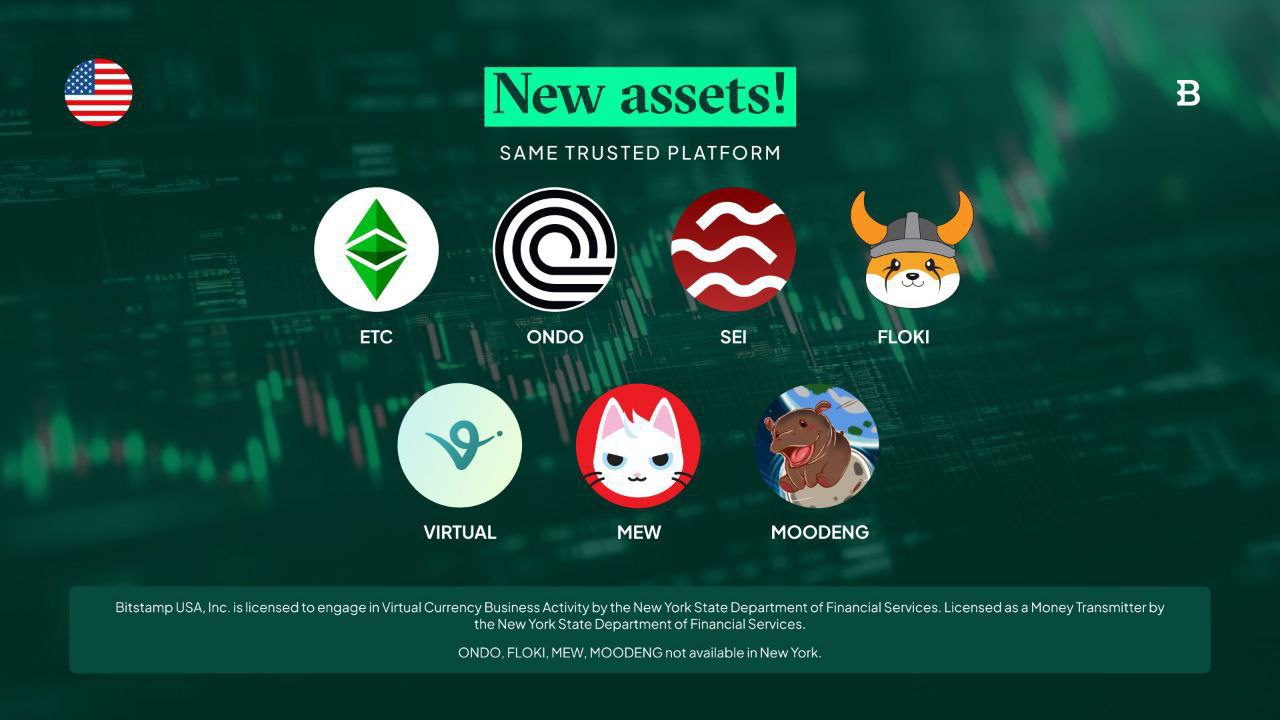 New assets!
SAME TRUSTED PLATFORM
ETC
ONDO
SEI
FLOKI
VIRTUAL
MEW
MOODENG
Bitstamp USA, Inc. is licensed to engage in Virtual Currency Business Activity by the New York State Department of Financial Services. Licensed as a Money Transmitter by
the New York State Department of Financial Services.
ONDO, FLOKI, MEW, MOODENG not available in New York.